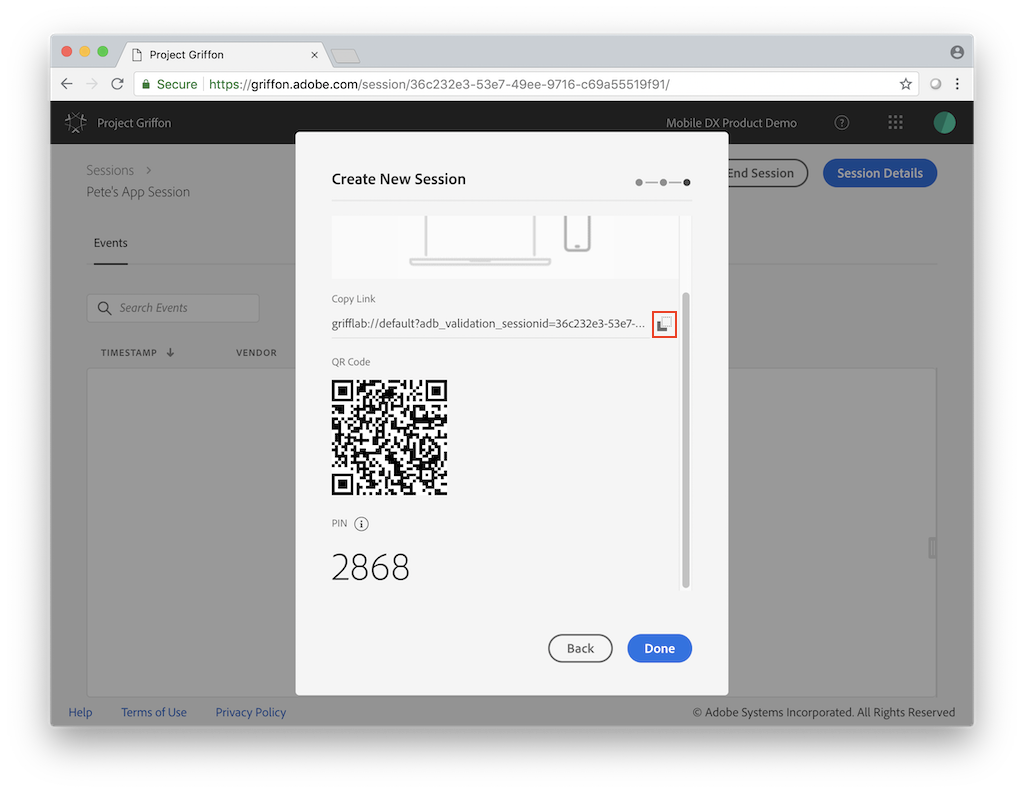 Project Griffon
Secure https://griffon.adobe.com/session/36c232e3-53e7-49ee-9716-c69a55519f91/
Project Griffon
Mobile DX Product Demo
Sessions
Pete's App Session
End Session
Session Details
Events
Search Events
TIMESTAMP
VENDOR
Create New Session
Copy Link
grifflab://default?adb_validation_sessionid=36c232e3-53e7-...
QR Code
PIN
2868
Back
Done
Help
Terms of Use
Privacy Policy
© Adobe Systems Incorporated. All Rights Reserved